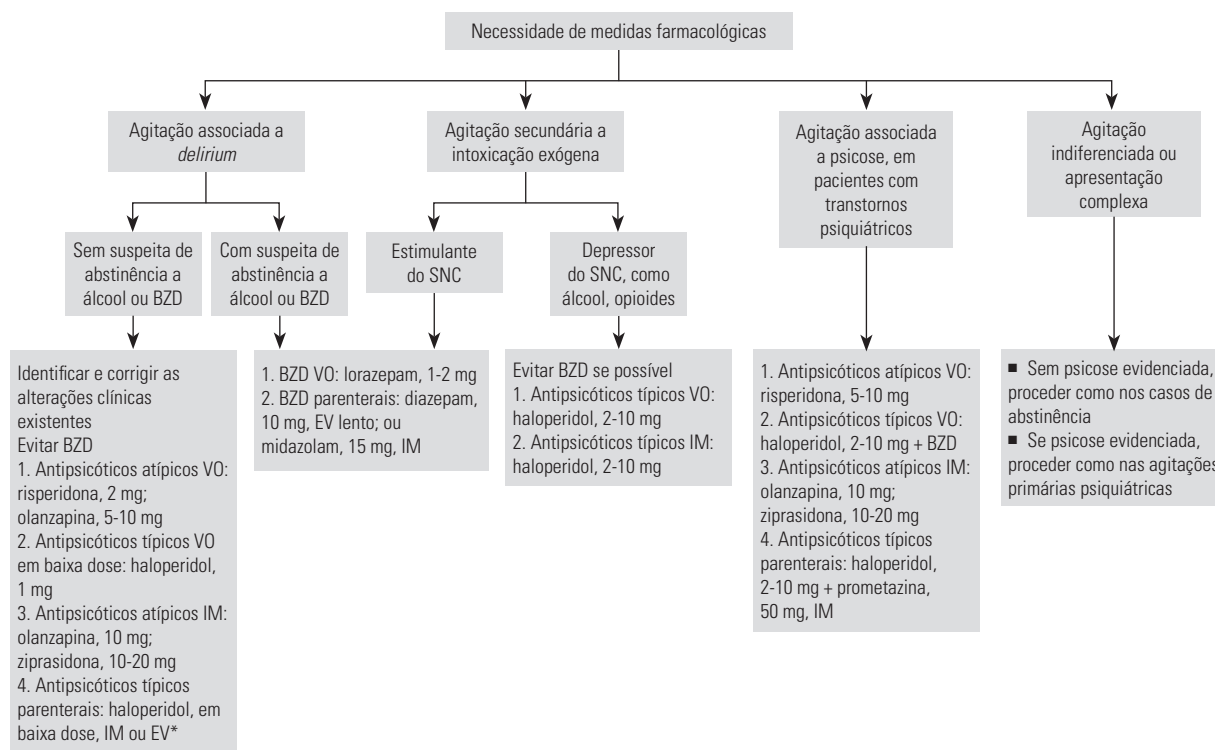 Necessidade de medidas farmacológicas
Agitação associada a
delirium
Agitação secundária a
intoxicação exógena
Agitação associada
a psicose, em
pacientes com
transtornos
psiquiátricos
Agitação
indiferenciada ou
apresentação
complexa
Sem suspeita de
abstinência a
álcool ou BZD
Com suspeita de
abstinência a
álcool ou BZD
Estimulante
do SNC
Depressor
do SNC, como
álcool, opioides
Identificar e corrigir as
alterações clínicas
existentes
Evitar BZD
1. Antipsicóticos atípicos VO:
risperidona, 2 mg;
olanzapina, 5-10 mg
2. Antipsicóticos típicos VO
em baixa dose: haloperidol,
1 mg
3. Antipsicóticos atípicos IM:
olanzapina, 10 mg;
ziprasidona, 10-20 mg
4. Antipsicóticos típicos
parenterais: haloperidol, em
baixa dose, IM ou EV*
1. BZD VO: lorazepam, 1-2 mg
2. BZD parenterais: diazepam,
10 mg, EV lento; ou
midazolam, 15 mg, IM
Evitar BZD se possível
1. Antipsicóticos típicos VO:
haloperidol, 2-10 mg
2. Antipsicóticos típicos IM:
haloperidol, 2-10 mg
1. Antipsicóticos atípicos VO:
risperidona, 5-10 mg
2. Antipsicóticos típicos VO:
haloperidol, 2-10 mg + BZD
3. Antipsicóticos atípicos IM:
olanzapina, 10 mg;
ziprasidona, 10-20 mg
4. Antipsicóticos típicos
parenterais: haloperidol,
2-10 mg + prometazina,
50 mg, IM
■ Sem psicose evidenciada,
proceder como nos casos de
abstinência
■ Se psicose evidenciada,
proceder como nas agitações
primárias psiquiátricas